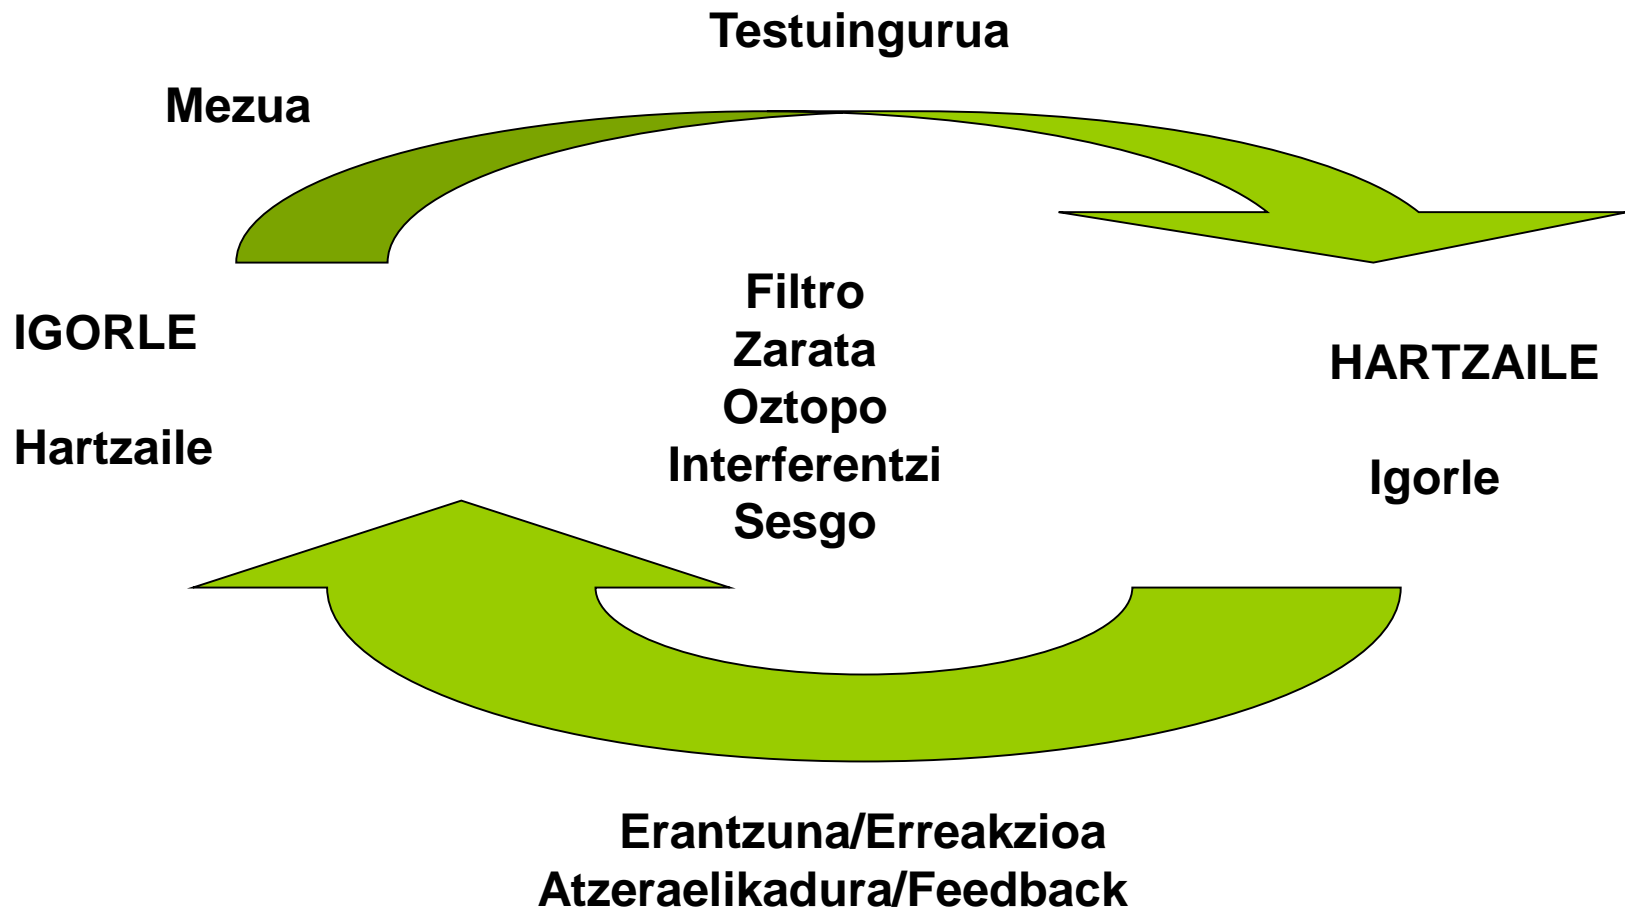 Testuingurua
Mezua
IGORLE
Hartzaile
Filtro
Zarata
Oztopo
Interferentzi
Sesgo
HARTZAILE
Igorle
Erantzuna/Erreakzioa
Atzeraelikadura/Feedback